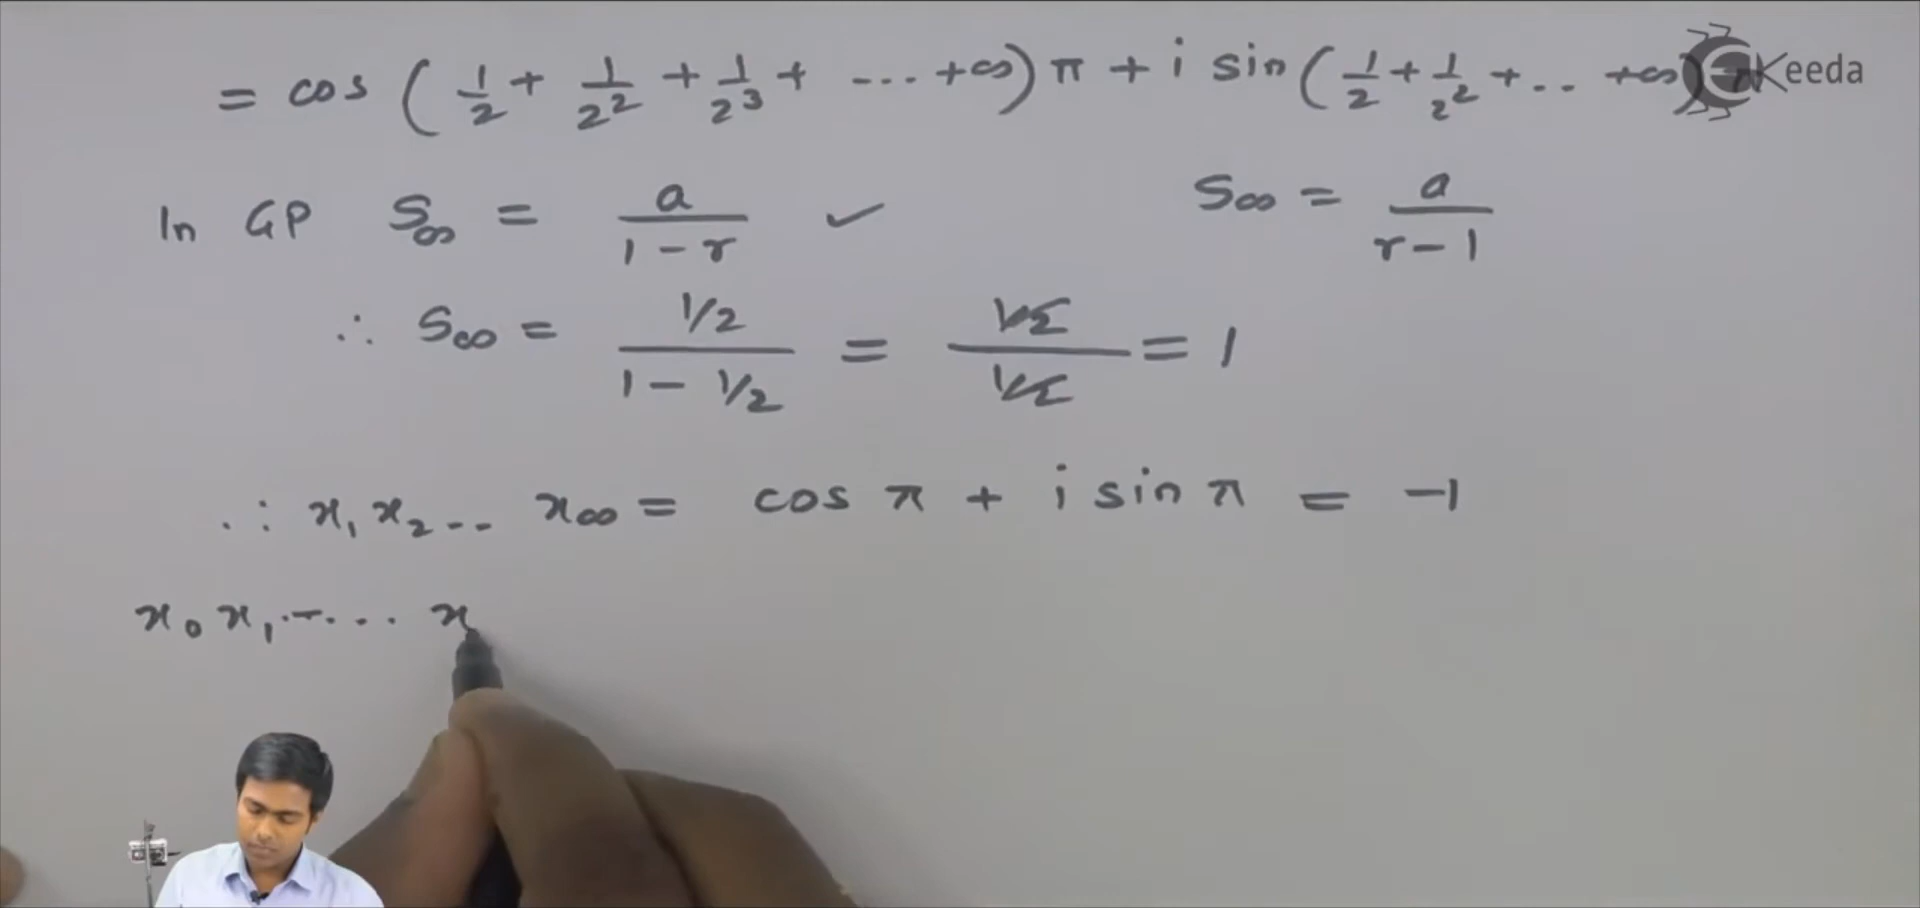 = cos ( 1/2 + 1/2² + 1/2³ + ... +∞) π + i sin ( 1/2 + 1/2² + .. +∞)
EKeeda
In GP S∞ = a/(1 - r) ✓ S∞ = a/(r - 1)
∴ S∞ = (1/2)/(1 - 1/2) = (1/2)/(1/2) = 1
∴ x₁ x₂ -- x∞ = cos π + i sin π = -1
x₀ x₁ ..... x